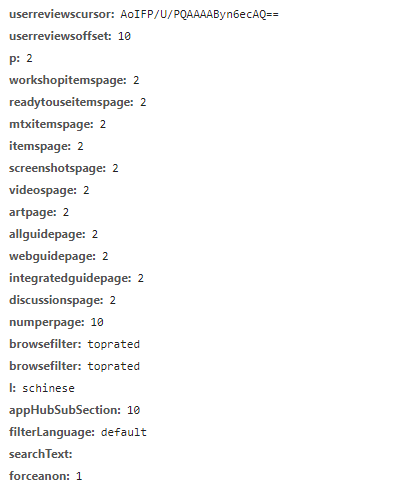 userreviewscursor: AoIFP/U/PQAAAAByn6ecAQ==
userreviewsoffset: 10
p: 2
workshopitemspage: 2
readytouseitemspage: 2
mtxitemspage: 2
itemspage: 2
screenshotspage: 2
videospage: 2
artpage: 2
allguidepage: 2
webguidepage: 2
integratedguidepage: 2
discussionspage: 2
numperpage: 10
browsefilter: toprated
browsefilter: toprated
l: schinese
appHubSubSection: 10
filterLanguage: default
searchText:
forceanon: 1